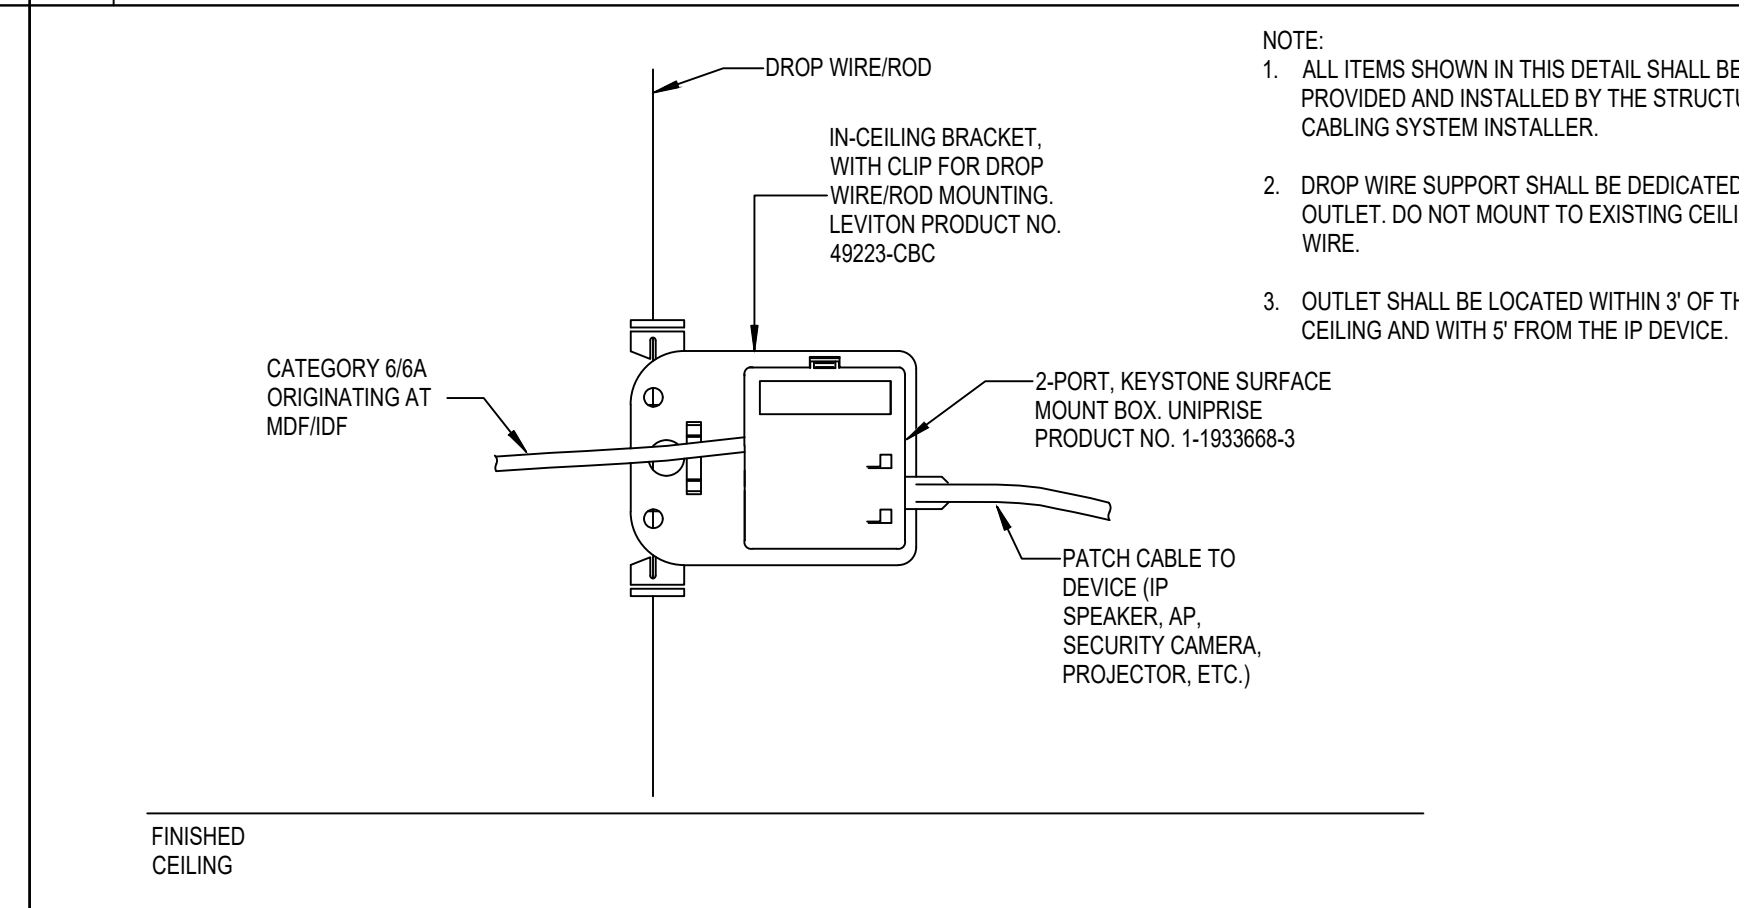 DROP WIRE/ROD
IN-CEILING BRACKET,
WITH CLIP FOR DROP
WIRE/ROD MOUNTING.
LEVITON PRODUCT NO.
49223-CBC
NOTE:
1. ALL ITEMS SHOWN IN THIS DETAIL SHALL BE
PROVIDED AND INSTALLED BY THE
CABLING SYSTEM INSTALLER.
2. DROP WIRE SUPPORT SHALL BE DEDICATED
OUTLET. DO NOT MOUNT TO EXISTING
WIRE.
3. OUTLET SHALL BE LOCATED WITHIN 3' OF
CEILING AND WITH 5' FROM THE IP DEVICE.
CATEGORY 6/6A
ORIGINATING AT
MDF/IDF
2-PORT, KEYSTONE SURFACE
MOUNT BOX. UNIPRISE
PRODUCT NO. 1-1933668-3
PATCH CABLE TO
DEVICE (IP
SPEAKER, AP,
SECURITY CAMERA,
PROJECTOR, ETC.)
FINISHED
CEILING